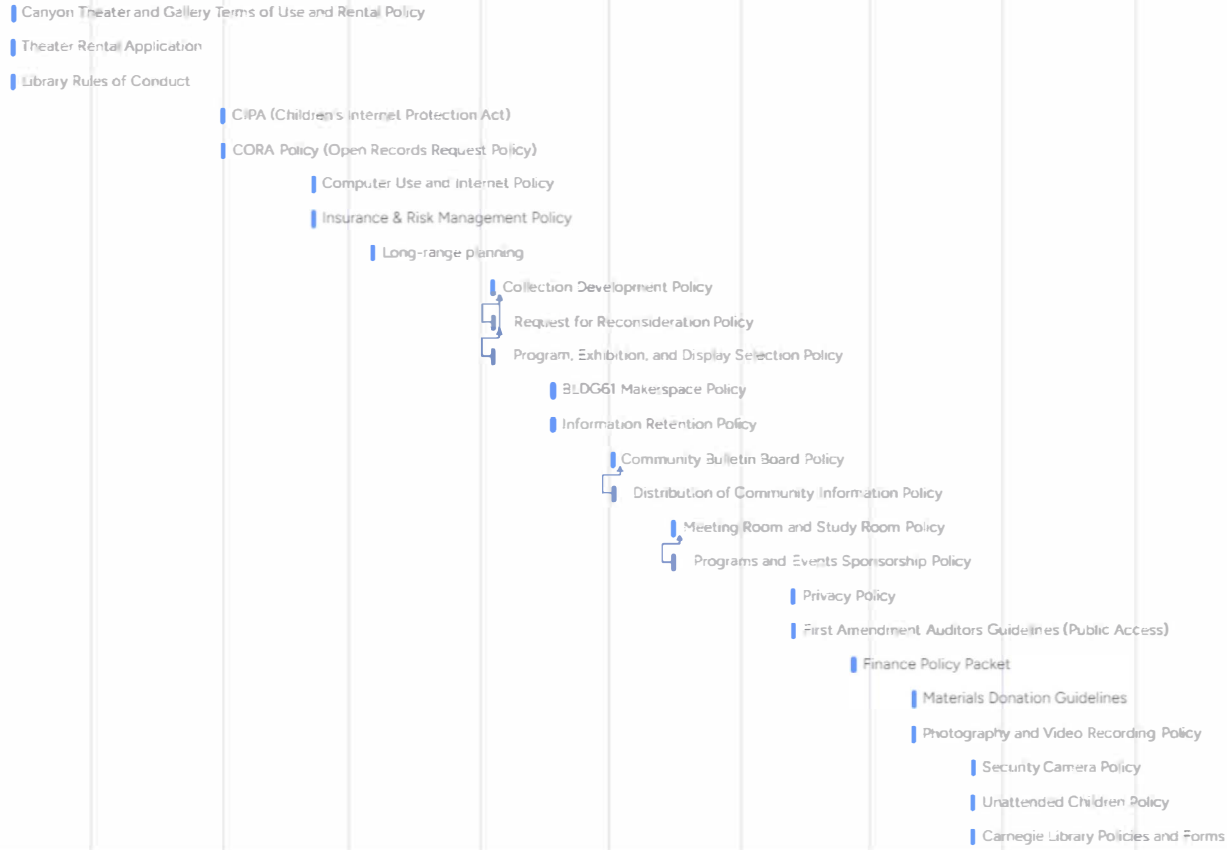 Canyon Theater and Gallery Terms of Use and Rental Policy
Theater Rental Application
Library Rules of Conduct
CIPA (Children's Internet Protection Act)
CORA Policy (Open Records Request Policy)
Computer Use and Internet Policy
Insurance & Risk Management Policy
Long-range planning
Collection Development Policy
Request for Reconsideration Policy
Program, Exhibition, and Display Selection Policy
BLDG61 Makerspace Policy
Information Retention Policy
Community Bulletin Board Policy
Distribution of Community Information Policy
Meeting Room and Study Room Policy
Programs and Events Sponsorship Policy
Privacy Policy
First Amendment Auditors Guidelines (Public Access)
Finance Policy Packet
Materials Donation Guidelines
Photography and Video Recording Policy
Security Camera Policy
Unattended Children Policy
Carnegie Library Policies and Forms